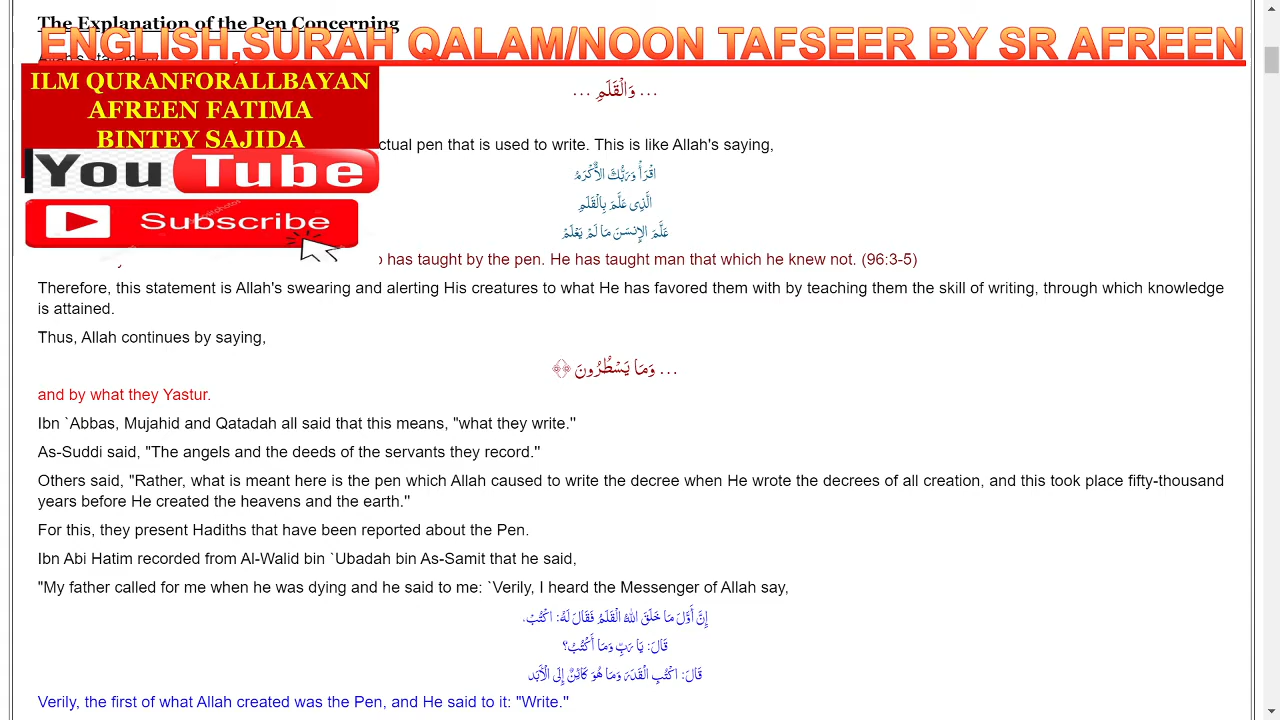 The Explanation of the Pen Concerning
ENGLISH,SURAH QALAM/NOON TAFSEER BY SR AFREEN
Allah's Statement
ILM QURANFORALLBAYAN
AFREEN FATIMA
BINTEY SAJIDA
YouTube
Subscribe
... وَالْقَلَمِ ...
ctual pen that is used to write. This is like Allah's saying,
اقْرَأْ وَرَبُّكَ الاٌّكْرَمُ
الَّذِى عَلَّمَ بِالْقَلَمِ
عَلَّمَ الإِنسَـنَ مَا لَمْ يَعْلَمْ
has taught by the pen. He has taught man that which he knew not. (96:3-5)
Therefore, this statement is Allah's swearing and alerting His creatures to what He has favored them with by teaching them the skill of writing, through which knowledge
is attained.
Thus, Allah continues by saying,
... وَمَا يَسْطُرُونَ ﴿﴾
and by what they Yastur.
Ibn `Abbas, Mujahid and Qatadah all said that this means, "what they write.''
As-Suddi said, "The angels and the deeds of the servants they record.''
Others said, "Rather, what is meant here is the pen which Allah caused to write the decree when He wrote the decrees of all creation, and this took place fifty-thousand
years before He created the heavens and the earth.''
For this, they present Hadiths that have been reported about the Pen.
Ibn Abi Hatim recorded from Al-Walid bin `Ubadah bin As-Samit that he said,
"My father called for me when he was dying and he said to me: `Verily, I heard the Messenger of Allah say,
إِنَّ أَوَّلَ مَا خَلَقَ اللهُ الْقَلَمُ فَقَالَ لَهُ: اكْتُبْ.
قَالَ: يَا رَبِّ وَمَا أَكْتُبُ؟
قَالَ: اكْتُبِ الْقَدَرَ وَمَا هُوَ كَائِنٌ إِلَى الْأَبَد
Verily, the first of what Allah created was the Pen, and He said to it: "Write.''